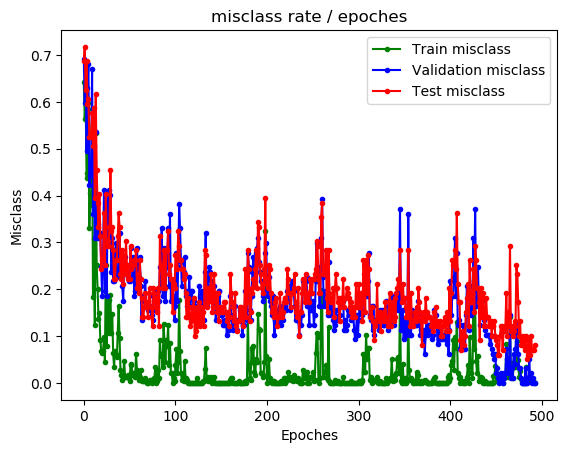 misclass rate / epoches
Train misclass
Validation misclass
Test misclass
0.7
0.6
0.5
0.4
0.3
0.2
0.1
0.0
Misclass
0
100
200
300
400
500
Epoches